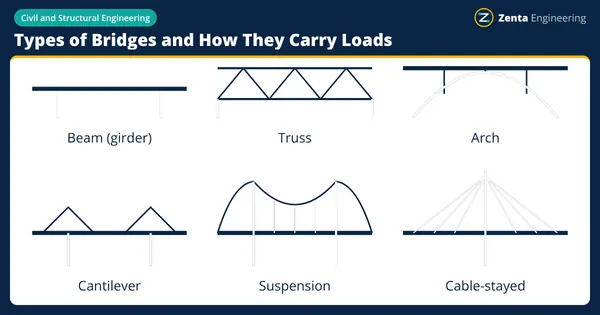 Civil and Structural Engineering
Zenta Engineering
Types of Bridges and How They Carry Loads
Beam (girder)
Truss
Arch
Cantilever
Suspension
Cable-stayed